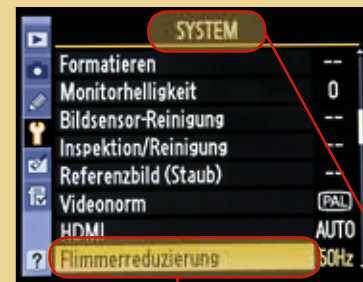 SYSTEM
Formatieren --
Monitorhelligkeit 0
Bildsensor-Reinigung --
Inspektion/Reinigung --
Referenzbild (Staub) --
Videonorm PAL
HDMI AUTO
Flimmerreduzierung 50Hz
?